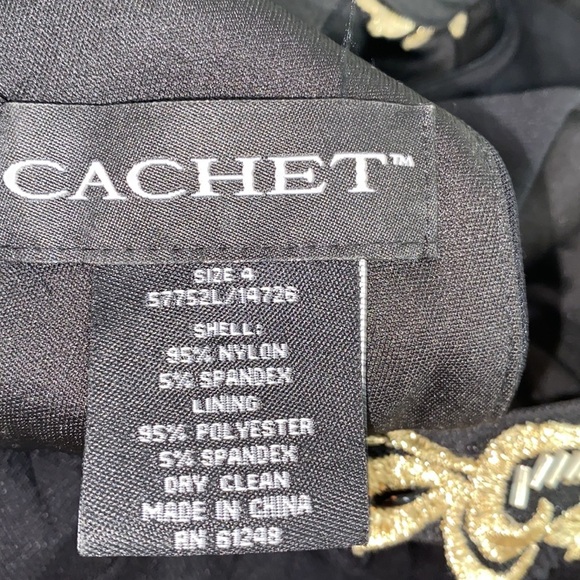 CACHET™
SIZE 4
57752L/14726
SHELL:
95% NYLON
5% SPANDEX
LINING
95% POLYESTER
5% SPANDEX
DRY CLEAN
MADE IN CHINA
RN 61248